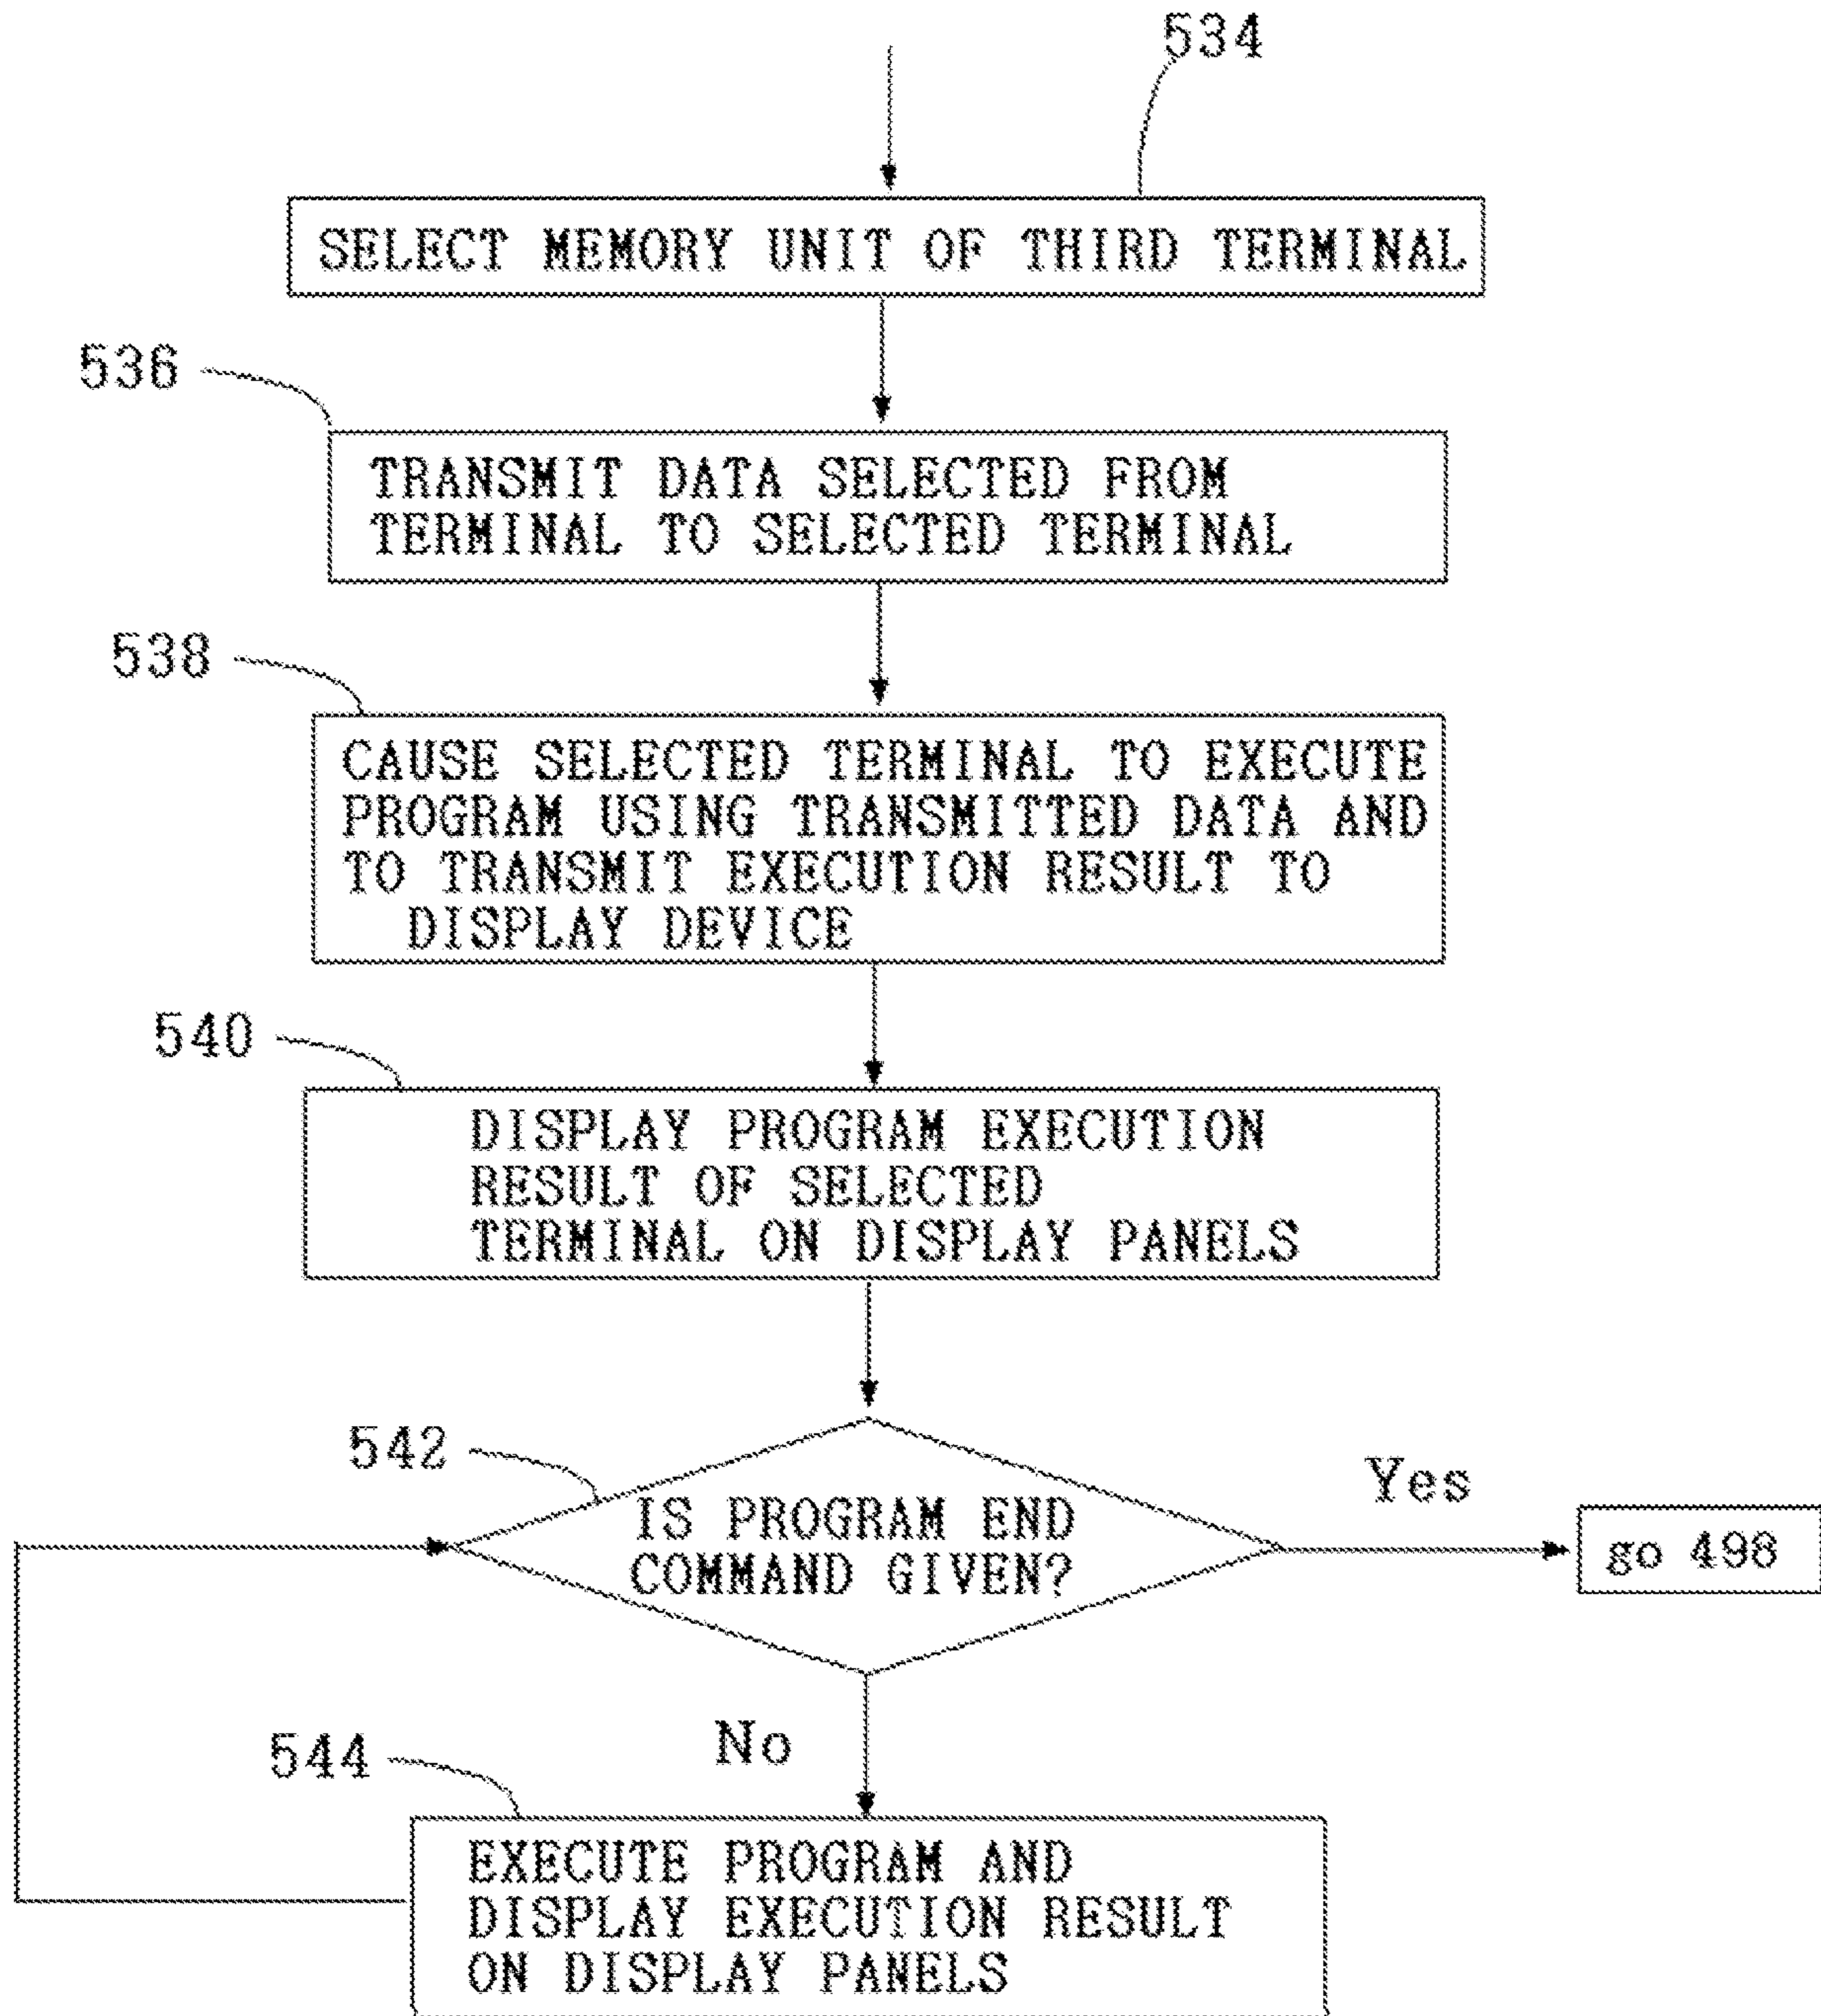 534
SELECT MEMORY UNIT OF THIRD TERMINAL
536
TRANSMIT DATA SELECTED FROM
TERMINAL TO SELECTED TERMINAL
538
CAUSE SELECTED TERMINAL TO EXECUTE
PROGRAM USING TRANSMITTED DATA AND
TO TRANSMIT EXECUTION RESULT TO
DISPLAY DEVICE
540
DISPLAY PROGRAM EXECUTION
RESULT OF SELECTED
TERMINAL ON DISPLAY PANELS
542
IS PROGRAM END
COMMAND GIVEN?
Yes
go 498
No
544
EXECUTE PROGRAM AND
DISPLAY EXECUTION RESULT
ON DISPLAY PANELS